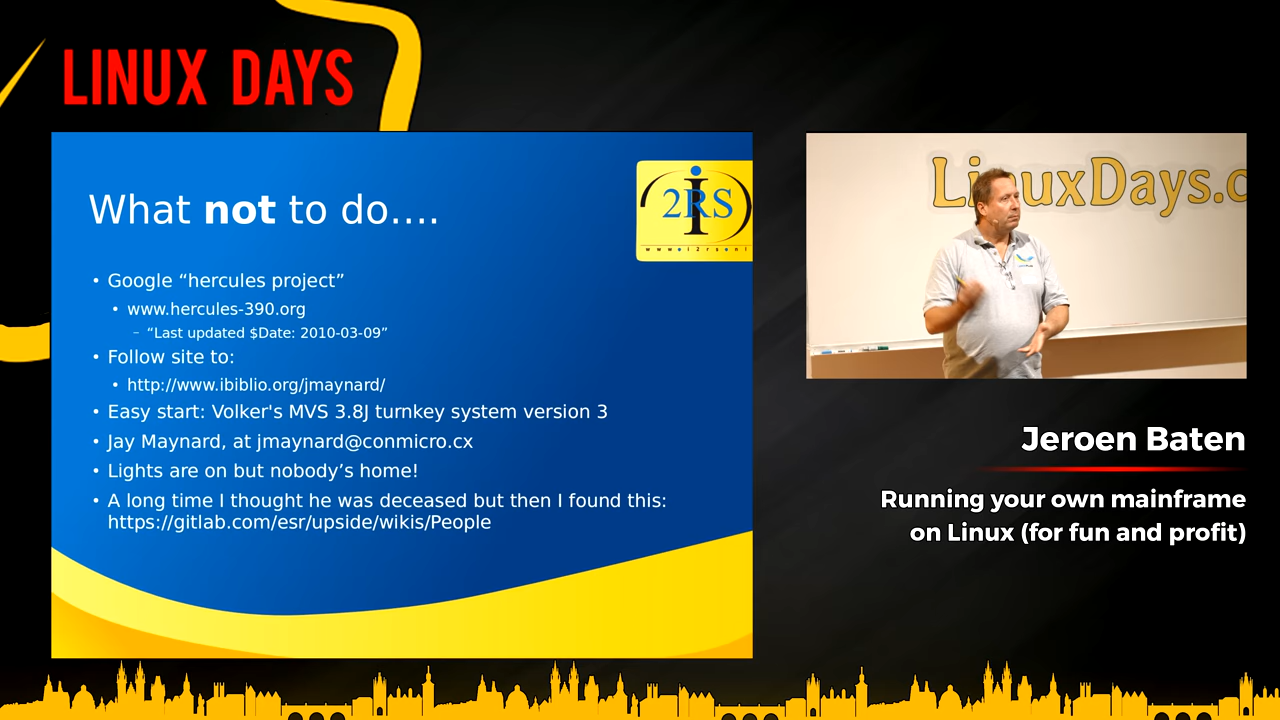 LINUX DAYS
What not to do....
2RS
i
www.i2rs.nl
• Google “hercules project”
• www.hercules-390.org
– “Last updated $Date: 2010-03-09”
• Follow site to:
• http://www.ibiblio.org/jmaynard/
• Easy start: Volker's MVS 3.8J turnkey system version 3
• Jay Maynard, at jmaynard@conmicro.cx
• Lights are on but nobody’s home!
• A long time I thought he was deceased but then I found this:
https://gitlab.com/esr/upside/wikis/People
LinuxDays.c
Jeroen Baten
Running your own mainframe
on Linux (for fun and profit)